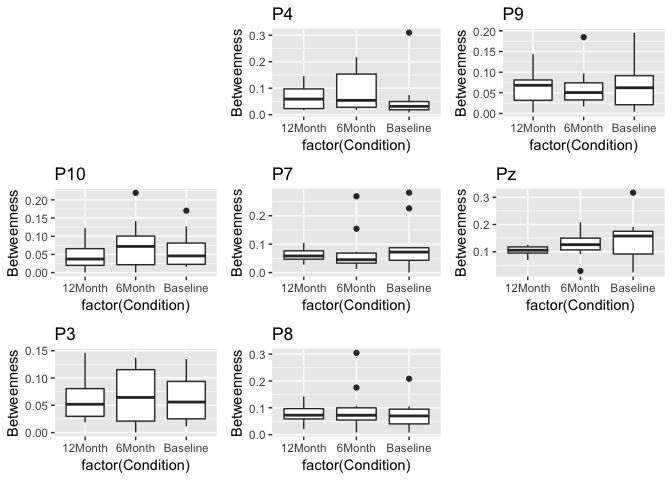 P4
Betweenness
0.3
0.2
0.1
0.0
12Month 6Month Baseline
factor(Condition)
P9
Betweenness
0.20
0.15
0.10
0.05
0.00
12Month 6Month Baseline
factor(Condition)
P10
Betweenness
0.20
0.15
0.10
0.05
0.00
12Month 6Month Baseline
factor(Condition)
P7
Betweenness
0.2
0.1
0.0
12Month 6Month Baseline
factor(Condition)
Pz
Betweenness
0.3
0.2
0.1
12Month 6Month Baseline
factor(Condition)
P3
Betweenness
0.15
0.10
0.05
0.00
12Month 6Month Baseline
factor(Condition)
P8
Betweenness
0.3
0.2
0.1
0.0
12Month 6Month Baseline
factor(Condition)